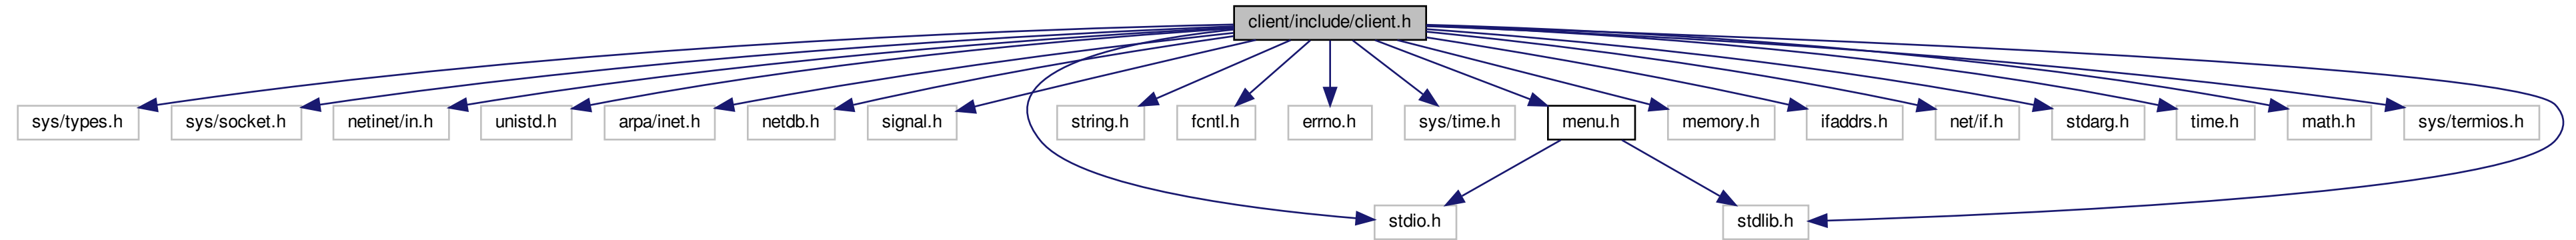 client/include/client.h
sys/types.h
sys/socket.h
netinet/in.h
unistd.h
arpa/inet.h
netdb.h
signal.h
string.h
fcntl.h
errno.h
sys/time.h
menu.h
memory.h
ifaddrs.h
net/if.h
stdarg.h
time.h
math.h
sys/termios.h
stdio.h
stdlib.h